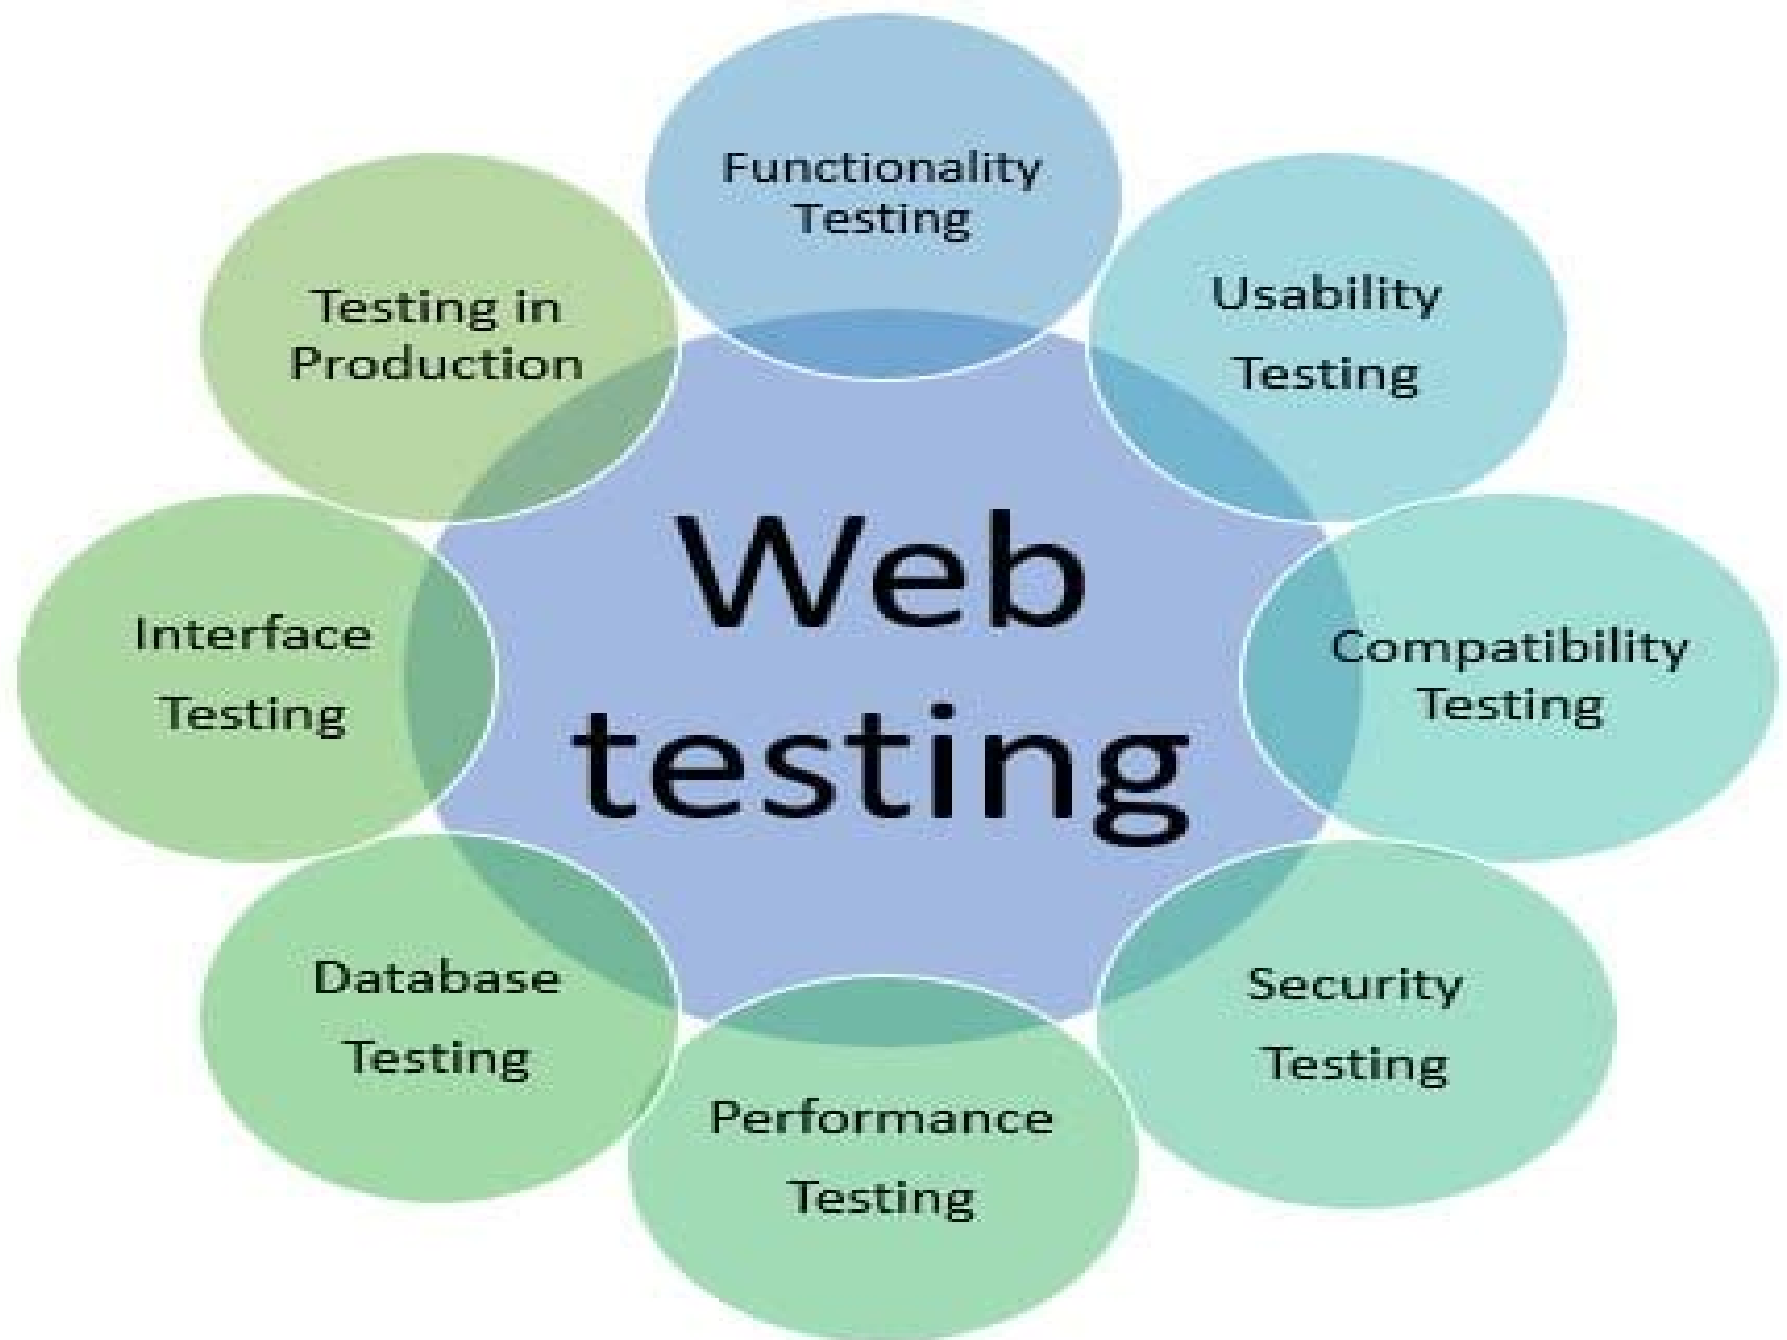 Functionality
Testing
Usability
Testing
Compatibility
Testing
Security
Testing
Performance
Testing
Database
Testing
Interface
Testing
Testing in
Production
Web
testing